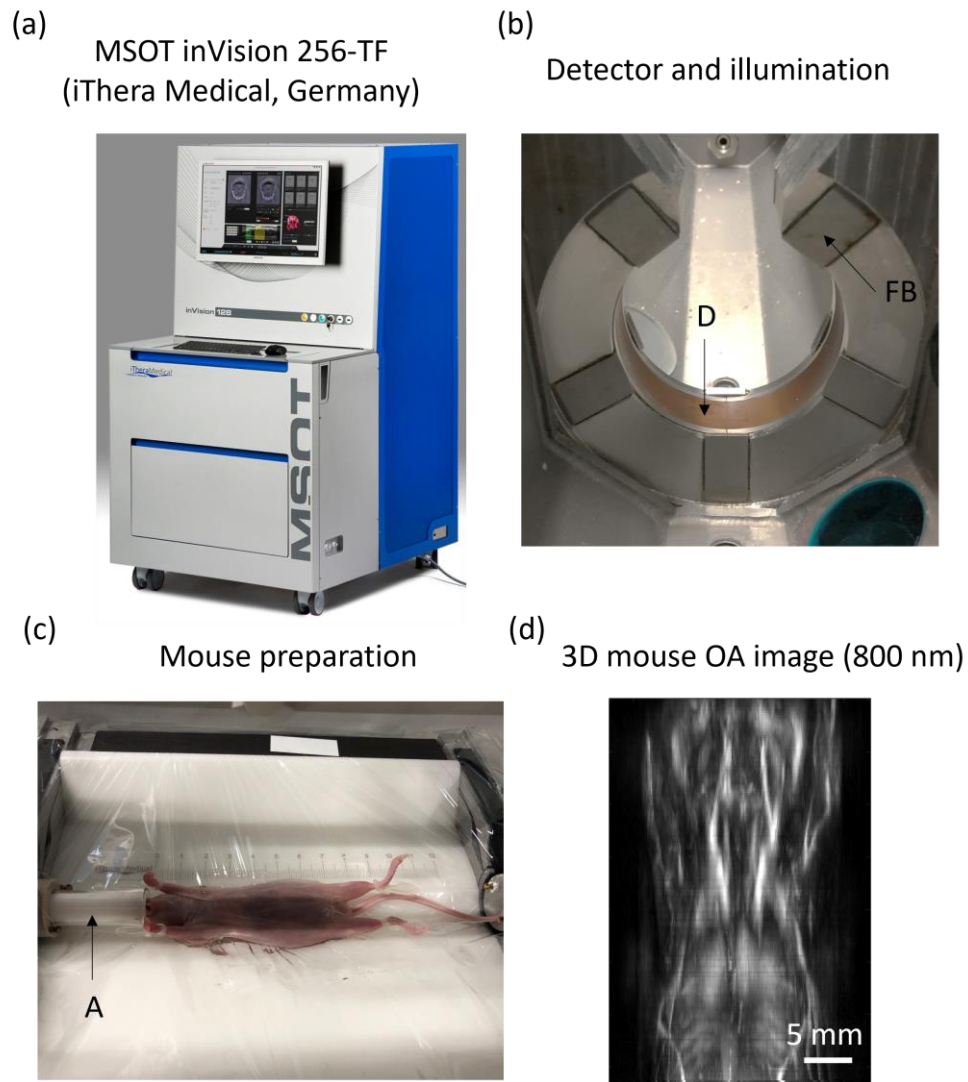 (a)
MSOT inVision 256-TF
(iThera Medical, Germany)
inVision 128
iTheraMedical
MSOT
(b)
Detector and illumination
FB
D
(c)
Mouse preparation
A
(d)
3D mouse OA image (800 nm)
5 mm